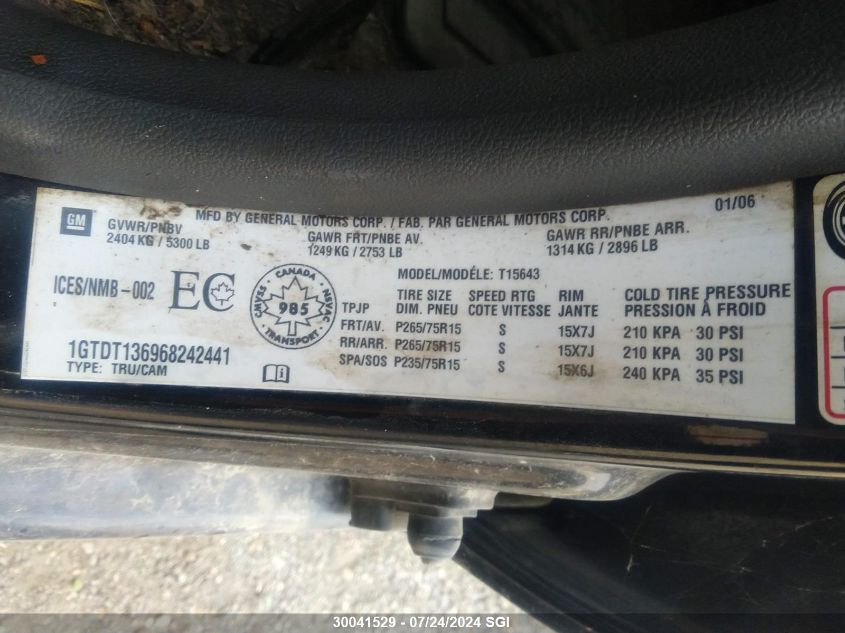 GM
MFD BY GENERAL MOTORS CORP. / FAB. PAR GENERAL MOTORS CORP.
01/06
GVWR/PNBV
2404 KG / 5300 LB
GAWR FRT/PNBE AV.
1249 KG / 2753 LB
GAWR RR/PNBE ARR.
1314 KG / 2896 LB
ICES/NMB-002
EC
CANADA
CMVSS
NSVAC
985
TRANSPORT
MODEL/MODÉLE: T15643
TIRE SIZE SPEED RTG RIM COLD TIRE PRESSURE
TPJP DIM. PNEU COTE VITESSE JANTE PRESSION À FROID
FRT/AV. P265/75R15 S 15X7J 210 KPA 30 PSI
RR/ARR. P265/75R15 S 15X7J 210 KPA 30 PSI
SPA/SOS P235/75R15 S 15X6J 240 KPA 35 PSI
1GTDT136968242441
TYPE: TRU/CAM
30041529 - 07/24/2024 SGI